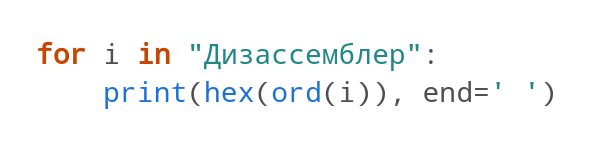 for i in "Дизассемблер":
    print(hex(ord(i)), end=' ')